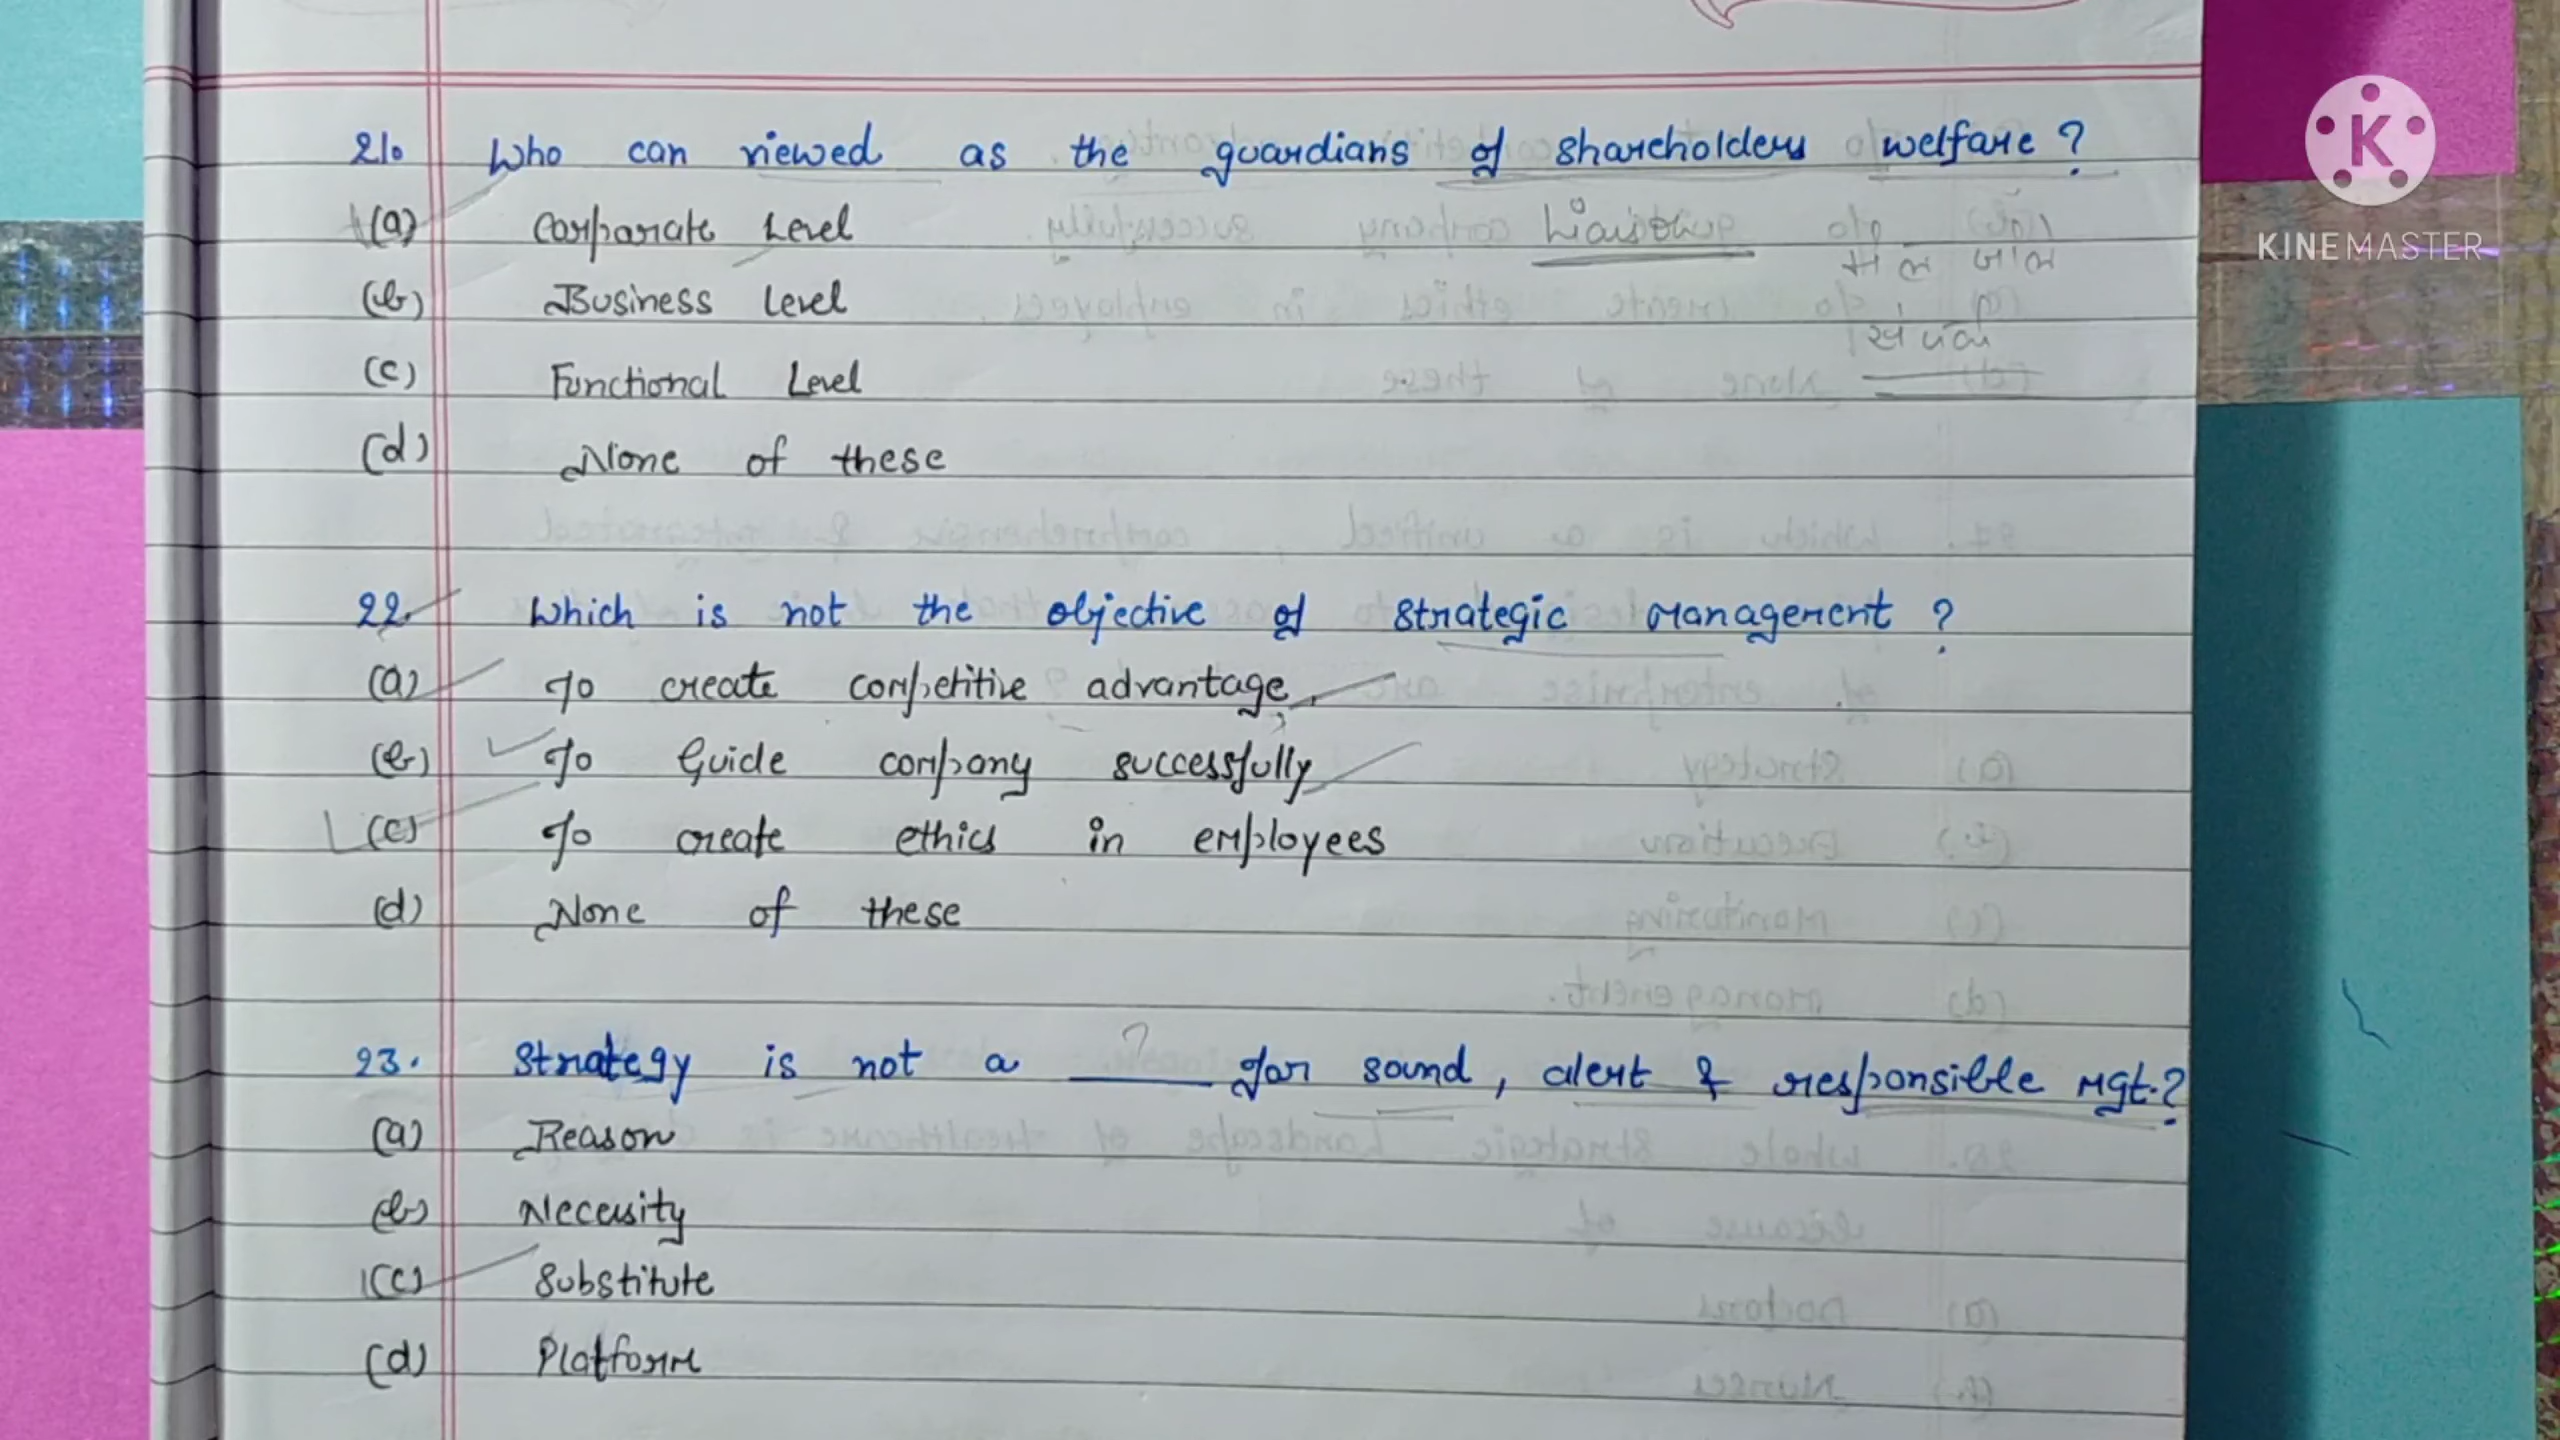 21. Who can viewed as the guardians of shareholders welfare?
(a) Corporate Level
Liaisoning
(b) Business Level
(c) Functional Level
(d) None of these
22. Which is not the objective of Strategic Management?
(a) To create competitive advantage,
(b) To Guide company successfully
(c) To create ethics in employees
(d) None of these
23. Strategy is not a ____ for sound, alert & responsible Mgt.?
(a) Reason
(b) Necessity
(c) Substitute
(d) Platform
K
KINEMASTER